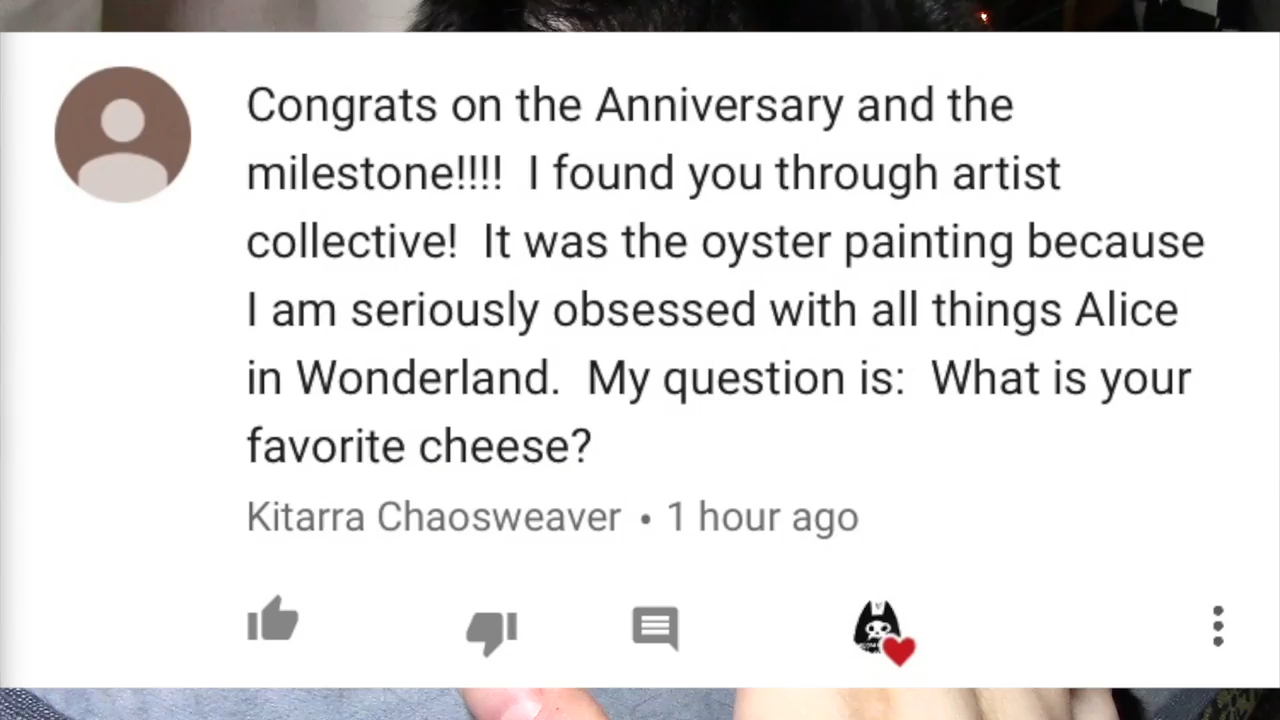 Congrats on the Anniversary and the
milestone!!!!  I found you through artist
collective!  It was the oyster painting because
I am seriously obsessed with all things Alice
in Wonderland.  My question is:  What is your
favorite cheese?
Kitarra Chaosweaver • 1 hour ago